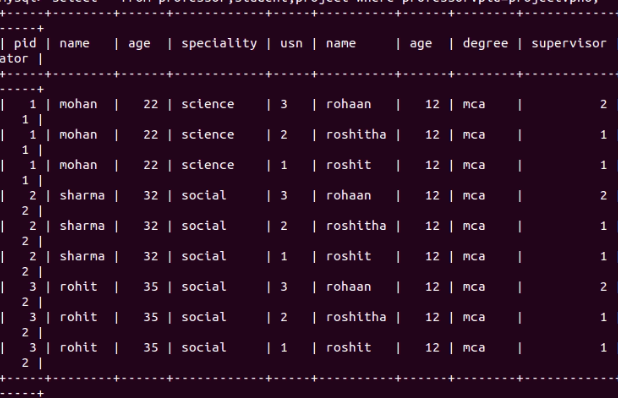 mysql> select * from professor,student,project where professor.pid=project.pno;
+-----+--------+------+------------+-----+----------+------+--------+------------
-----+
| pid | name   | age  | speciality | usn | name     | age  | degree | supervisor |
ator |
+-----+--------+------+------------+-----+----------+------+--------+------------
-----+
|   1 | mohan  |   22 | science    | 3   | rohaan   |   12 | mca    |          2 |
   1 |
|   1 | mohan  |   22 | science    | 2   | roshitha |   12 | mca    |          1 |
   1 |
|   1 | mohan  |   22 | science    | 1   | roshit   |   12 | mca    |          1 |
   1 |
|   2 | sharma |   32 | social     | 3   | rohaan   |   12 | mca    |          2 |
   2 |
|   2 | sharma |   32 | social     | 2   | roshitha |   12 | mca    |          1 |
   2 |
|   2 | sharma |   32 | social     | 1   | roshit   |   12 | mca    |          1 |
   2 |
|   3 | rohit  |   35 | social     | 3   | rohaan   |   12 | mca    |          2 |
   2 |
|   3 | rohit  |   35 | social     | 2   | roshitha |   12 | mca    |          1 |
   2 |
|   3 | rohit  |   35 | social     | 1   | roshit   |   12 | mca    |          1 |
   2 |
+-----+--------+------+------------+-----+----------+------+--------+------------
-----+